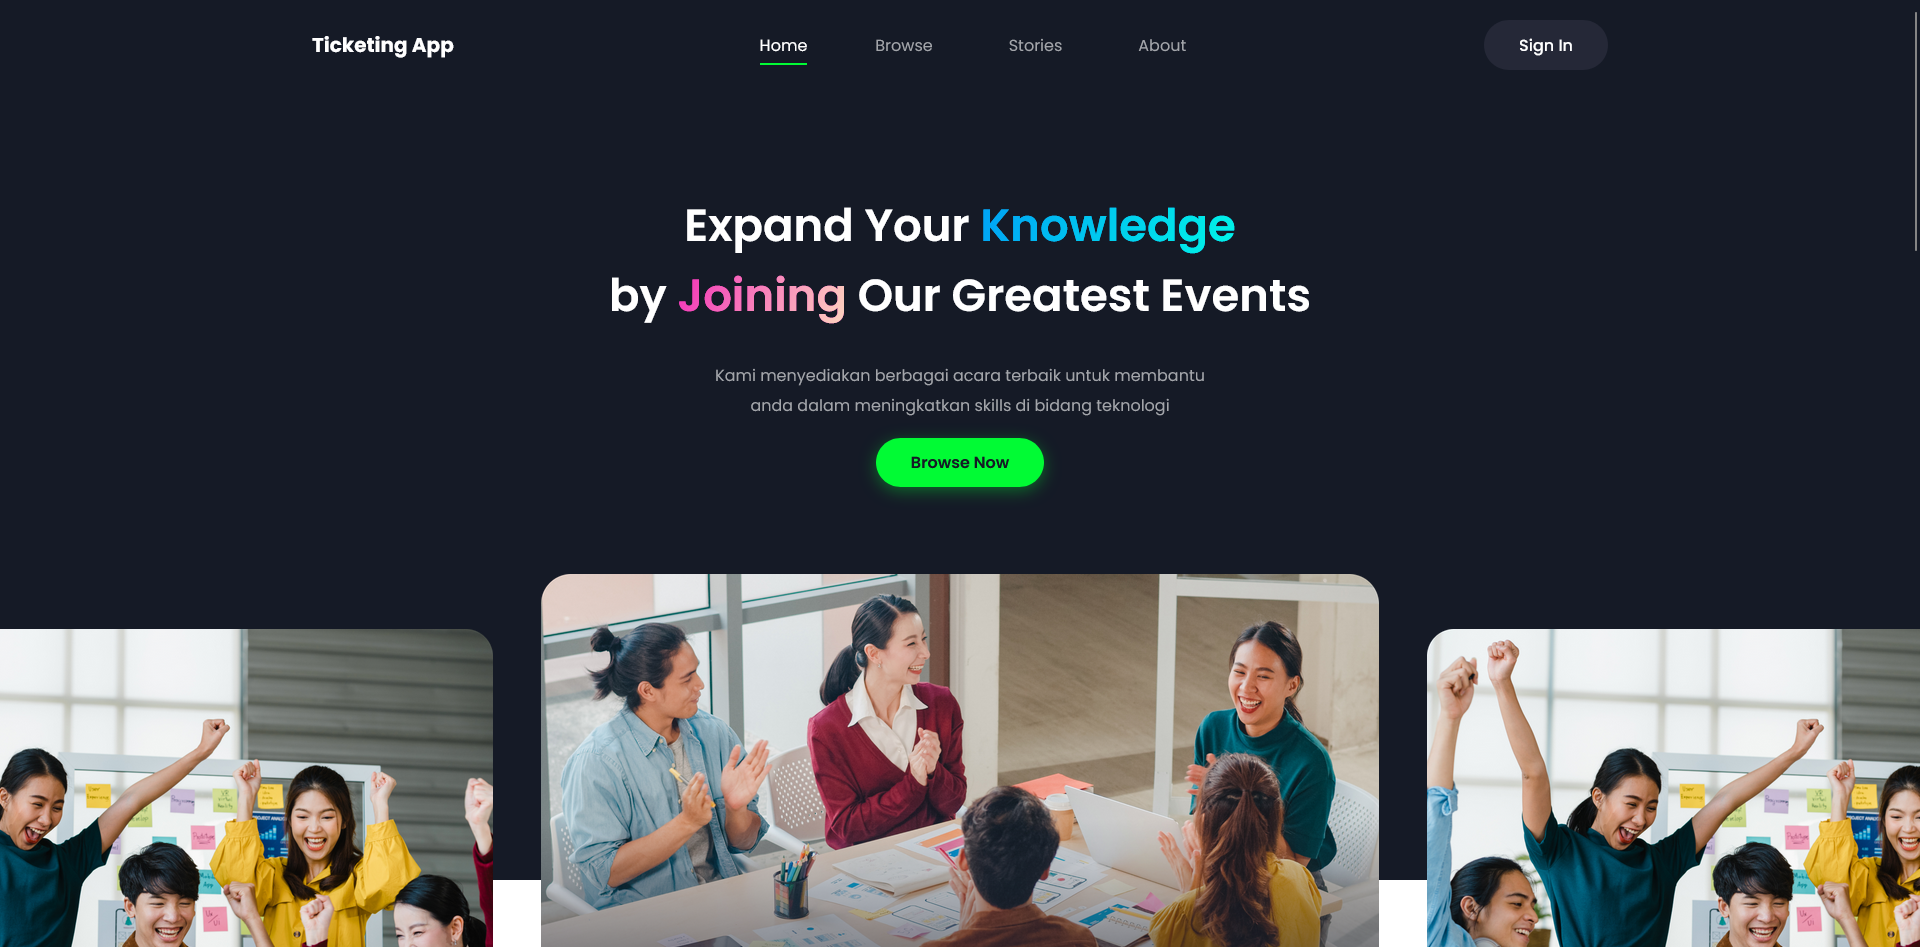 Ticketing App
Home
Browse
Stories
About
Sign In
Expand Your Knowledge
by Joining Our Greatest Events
Kami menyediakan berbagai acara terbaik untuk membantu
anda dalam meningkatkan skills di bidang teknologi
Browse Now